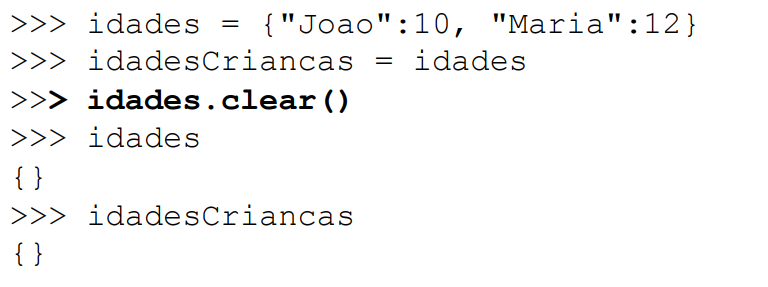 >>> idades = {"Joao":10, "Maria":12}
>>> idadesCriancas = idades
>>> idades.clear()
>>> idades
{}
>>> idadesCriancas
{}